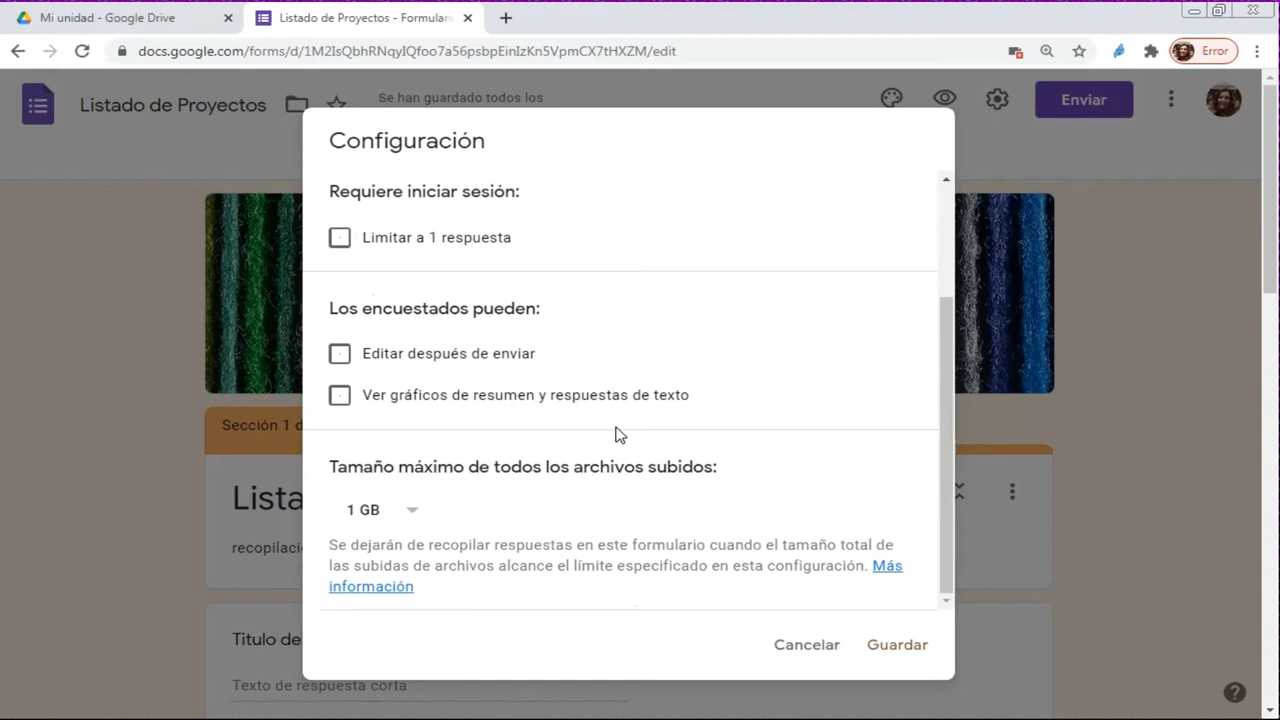 Mi unidad - Google Drive
Listado de Proyectos - Formulari
docs.google.com/forms/d/1M2IsQbhRNqyIQfoo7a56psbpEinIzKn5VpmCX7tHXZM/edit
Error
Listado de Proyectos
Se han guardado todos los
Enviar
Configuración
Requiere iniciar sesión:
Limitar a 1 respuesta
Los encuestados pueden:
Editar después de enviar
Ver gráficos de resumen y respuestas de texto
Sección 1 d
Tamaño máximo de todos los archivos subidos:
Lista
1 GB
recopilació
Se dejarán de recopilar respuestas en este formulario cuando el tamaño total de
las subidas de archivos alcance el límite especificado en esta configuración. Más
información
Titulo de
Cancelar
Guardar
Texto de respuesta corta